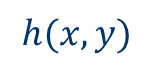 h(x, y)